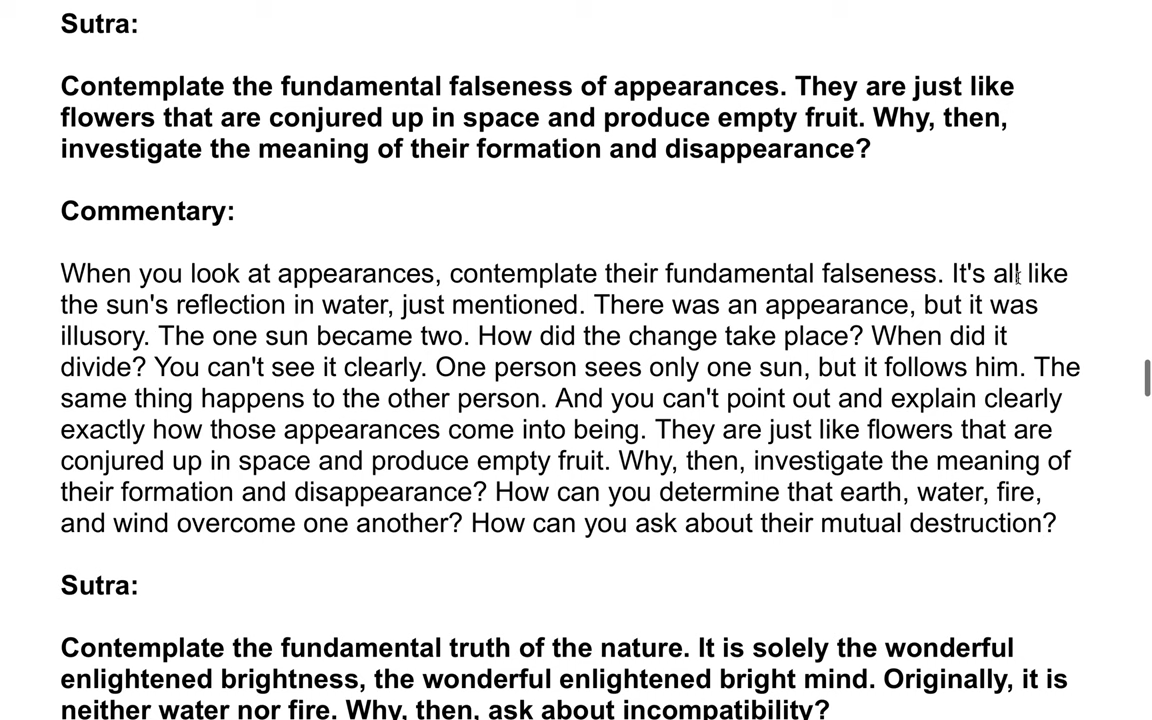 Sutra:
Contemplate the fundamental falseness of appearances. They are just like
flowers that are conjured up in space and produce empty fruit. Why, then,
investigate the meaning of their formation and disappearance?
Commentary:
When you look at appearances, contemplate their fundamental falseness. It's all like
the sun's reflection in water, just mentioned. There was an appearance, but it was
illusory. The one sun became two. How did the change take place? When did it
divide? You can't see it clearly. One person sees only one sun, but it follows him. The
same thing happens to the other person. And you can't point out and explain clearly
exactly how those appearances come into being. They are just like flowers that are
conjured up in space and produce empty fruit. Why, then, investigate the meaning of
their formation and disappearance? How can you determine that earth, water, fire,
and wind overcome one another? How can you ask about their mutual destruction?
Sutra:
Contemplate the fundamental truth of the nature. It is solely the wonderful
enlightened brightness, the wonderful enlightened bright mind. Originally, it is
neither water nor fire. Why, then, ask about incompatibility?